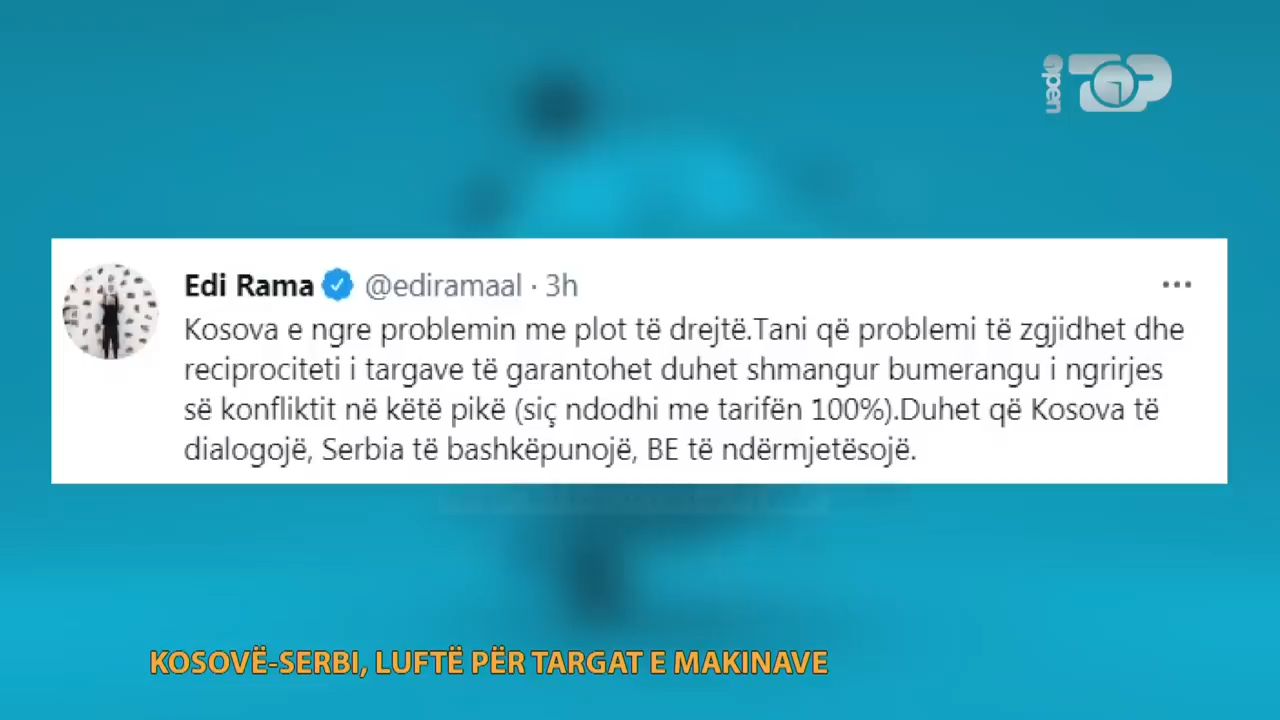 open
TOP
Edi Rama @ediramaal · 3h
Kosova e ngre problemin me plot të drejtë.Tani që problemi të zgjidhet dhe
reciprociteti i targave të garantohet duhet shmangur bumerangu i ngrirjes
së konfliktit në këtë pikë (siç ndodhi me tarifën 100%).Duhet që Kosova të
dialogojë, Serbia të bashkëpunojë, BE të ndërmjetësojë.
KOSOVË-SERBI, LUFTË PËR TARGAT E MAKINAVE